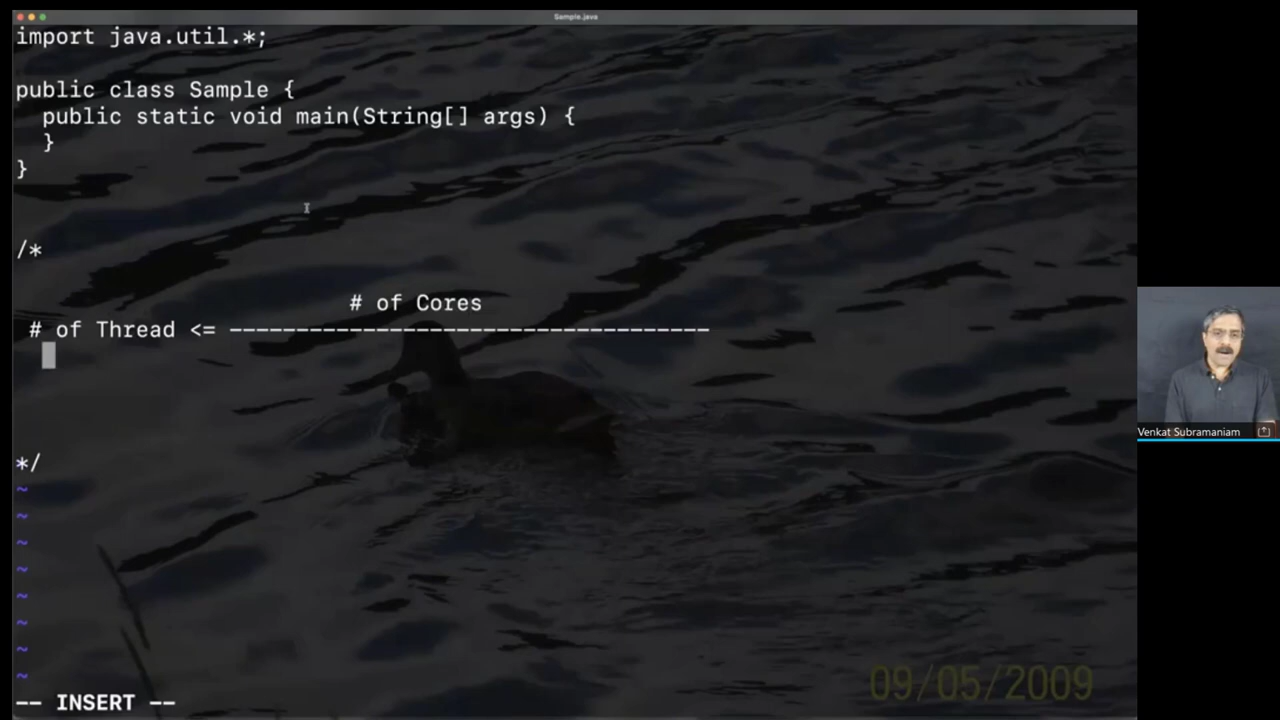 Sample.java
import java.util.*;
public class Sample {
  public static void main(String[] args) {
  }
}
/*
# of Cores
# of Thread <= ------------------------------------
*/
~
~
~
~
~
~
~
~
-- INSERT --
09/05/2009
Venkat Subramaniam